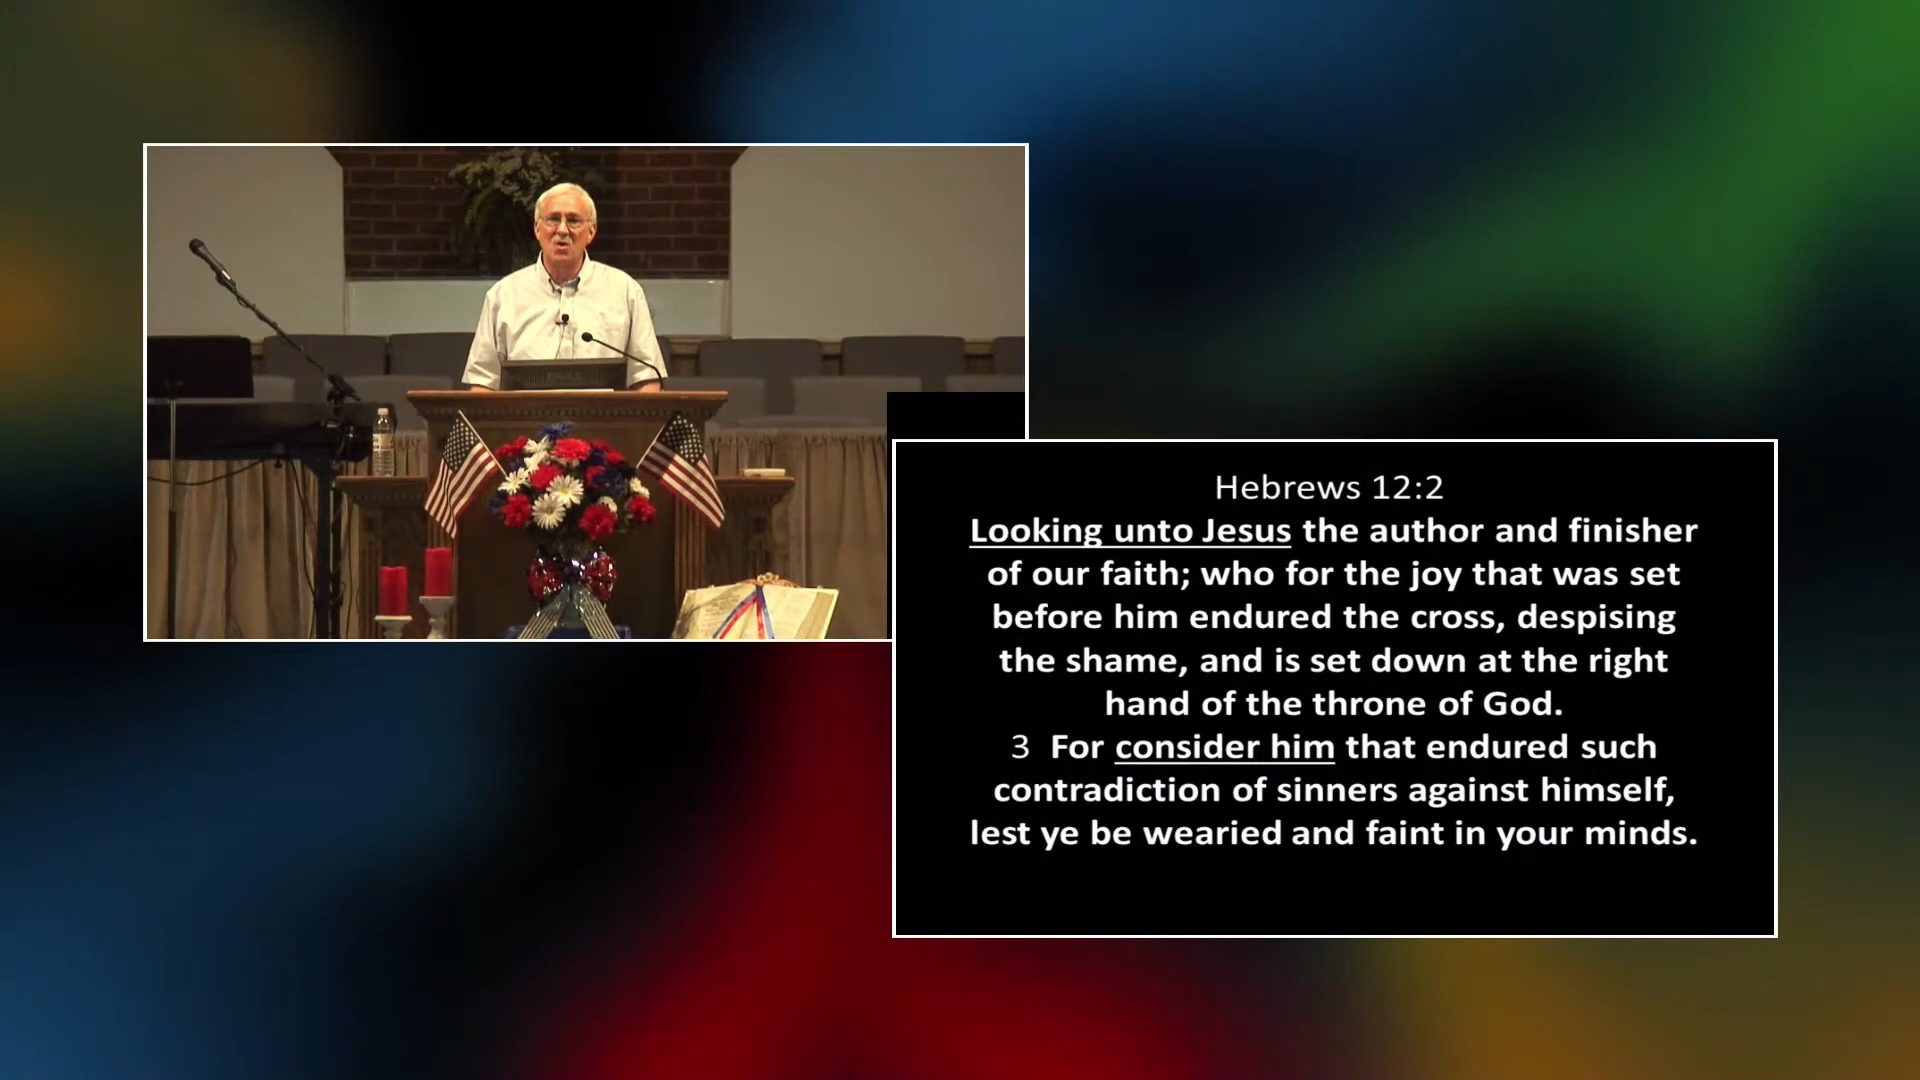 Hebrews 12:2
Looking unto Jesus the author and finisher
of our faith; who for the joy that was set
before him endured the cross, despising
the shame, and is set down at the right
hand of the throne of God.
3 For consider him that endured such
contradiction of sinners against himself,
lest ye be wearied and faint in your minds.